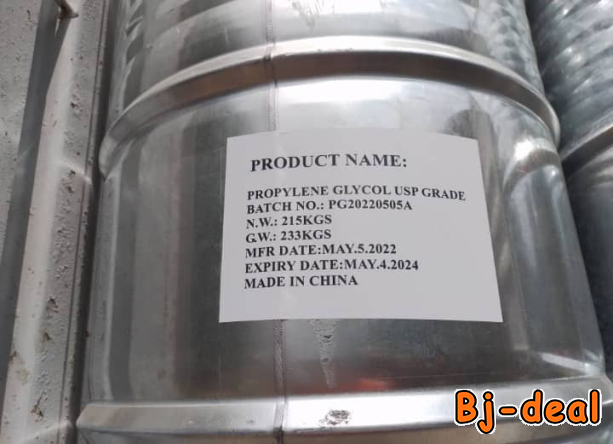 PRODUCT NAME:
PROPYLENE GLYCOL USP GRADE
BATCH NO.: PG20220505A
N.W.: 215KGS
G.W.: 233KGS
MFR DATE:MAY.5.2022
EXPIRY DATE:MAY.4.2024
MADE IN CHINA
Bj-deal